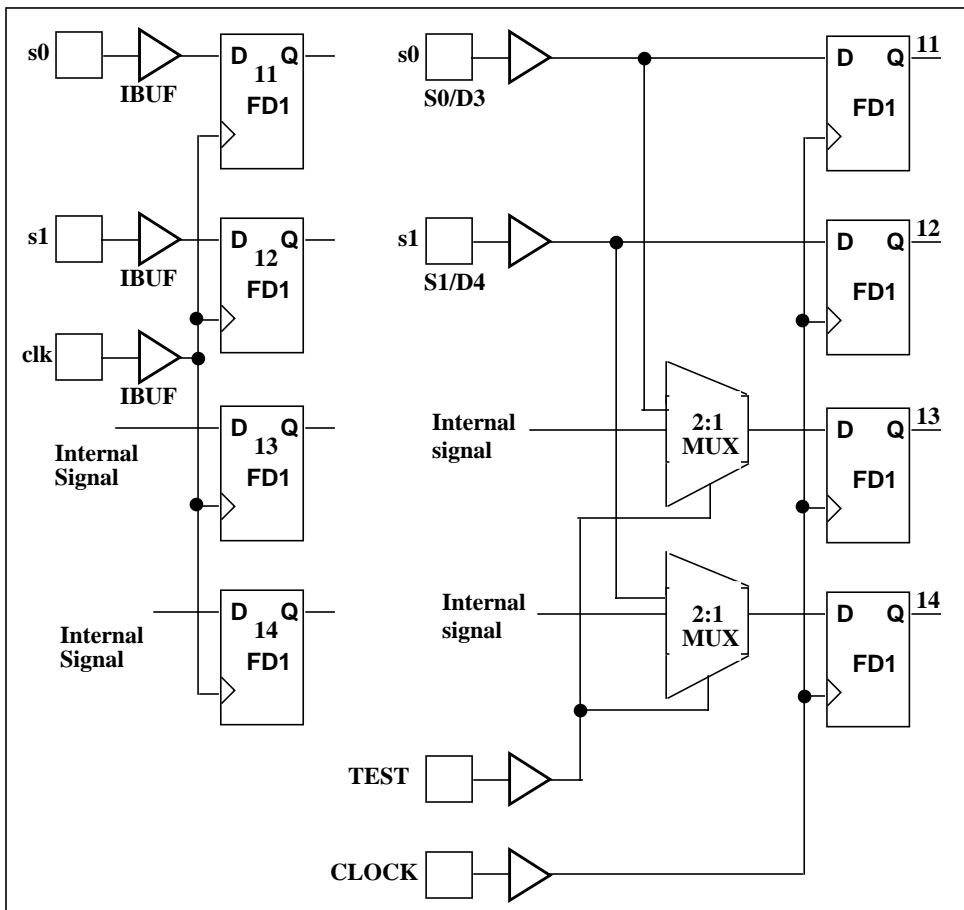 s0
IBUF
D Q
11
FD1
s1
IBUF
D Q
12
FD1
clk
IBUF
Internal
Signal
D Q
13
FD1
Internal
Signal
D Q
14
FD1
s0
S0/D3
D Q
FD1
11
s1
S1/D4
D Q
FD1
12
Internal
signal
2:1
MUX
D Q
FD1
13
Internal
signal
2:1
MUX
D Q
FD1
14
TEST
CLOCK